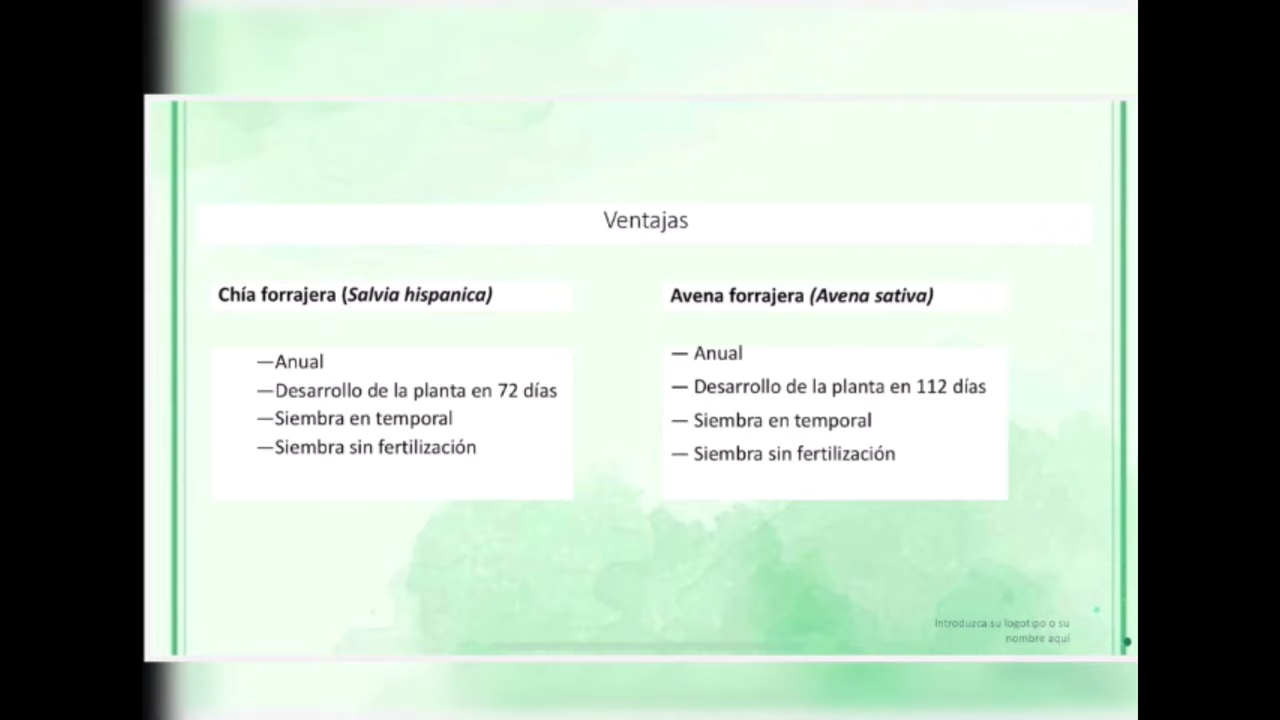 Ventajas
Chía forrajera (Salvia hispanica)
—Anual
—Desarrollo de la planta en 72 días
—Siembra en temporal
—Siembra sin fertilización
Avena forrajera (Avena sativa)
— Anual
— Desarrollo de la planta en 112 días
— Siembra en temporal
— Siembra sin fertilización
Introduzca su logotipo o su
nombre aquí